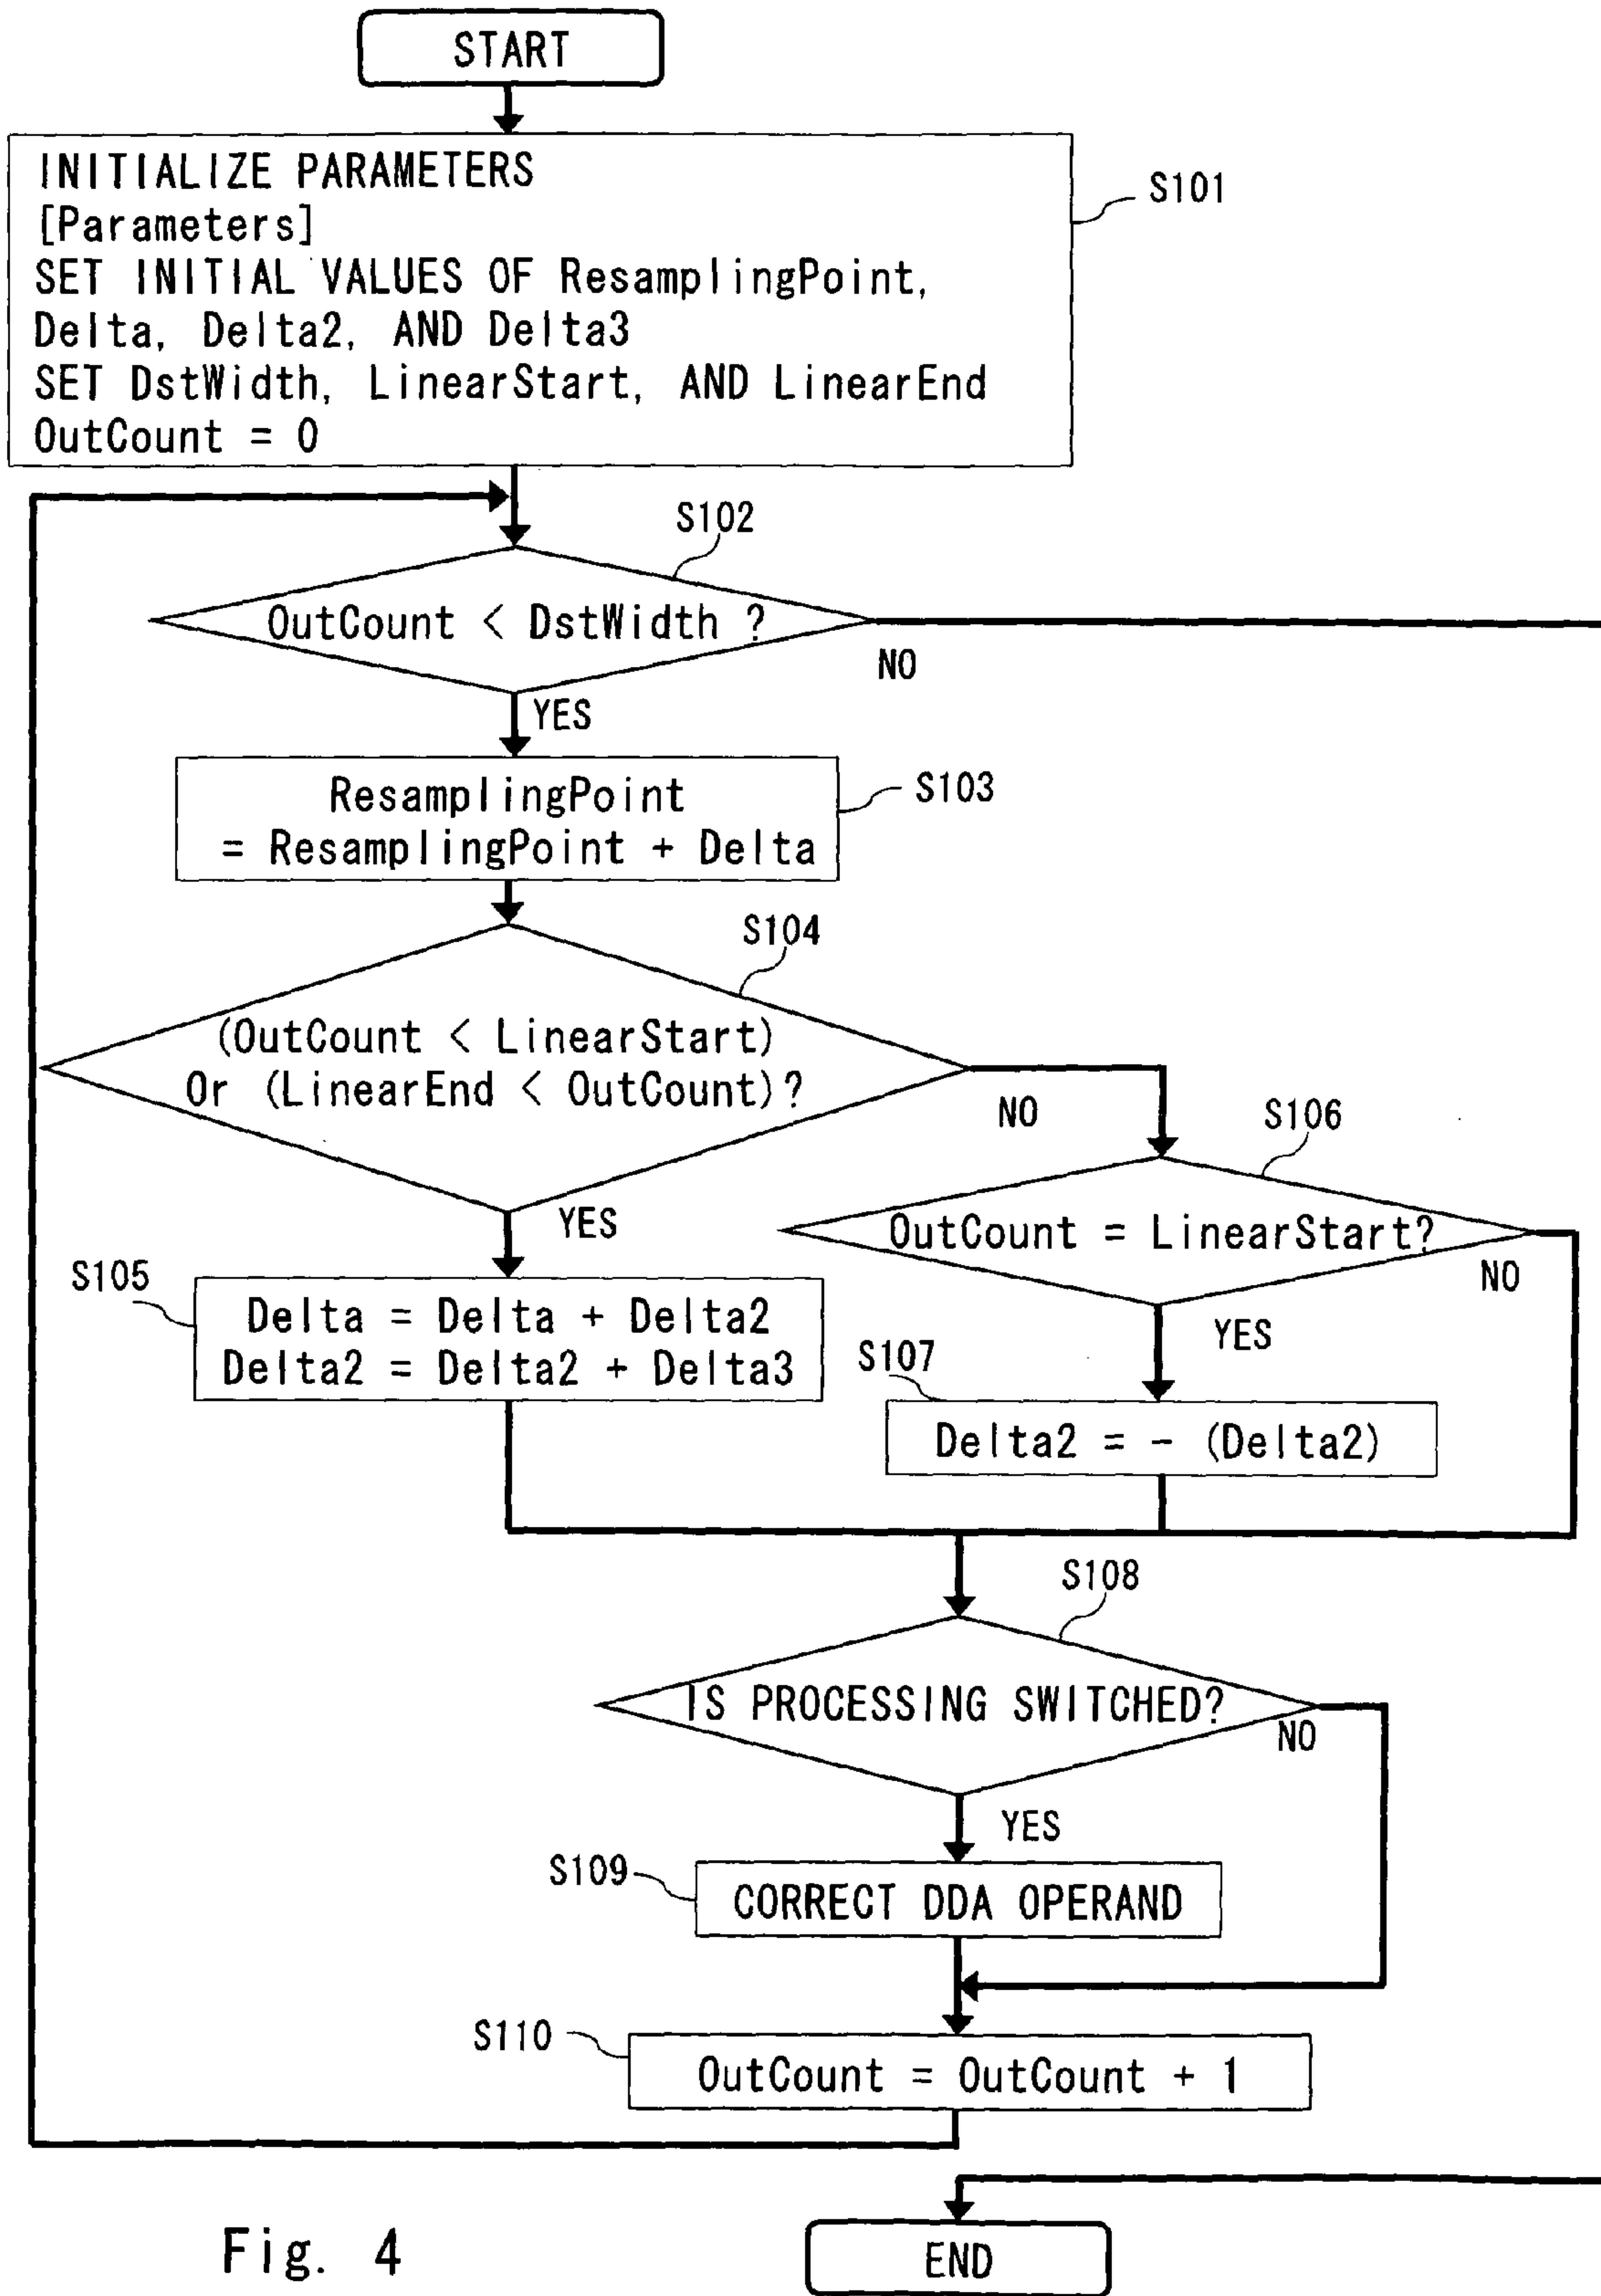 START
INITIALIZE PARAMETERS
[Parameters]
SET INITIAL VALUES OF ResamplingPoint,
Delta, Delta2, AND Delta3
SET DstWidth, LinearStart, AND LinearEnd
OutCount = 0
S101
S102
OutCount < DstWidth ?
NO
YES
ResamplingPoint
= ResamplingPoint + Delta
S103
S104
(OutCount < LinearStart)
Or (LinearEnd < OutCount)?
NO
YES
S106
OutCount = LinearStart?
NO
YES
S105
Delta = Delta + Delta2
Delta2 = Delta2 + Delta3
S107
Delta2 = - (Delta2)
S108
IS PROCESSING SWITCHED?
NO
YES
S109
CORRECT DDA OPERAND
S110
OutCount = OutCount + 1
END
Fig. 4